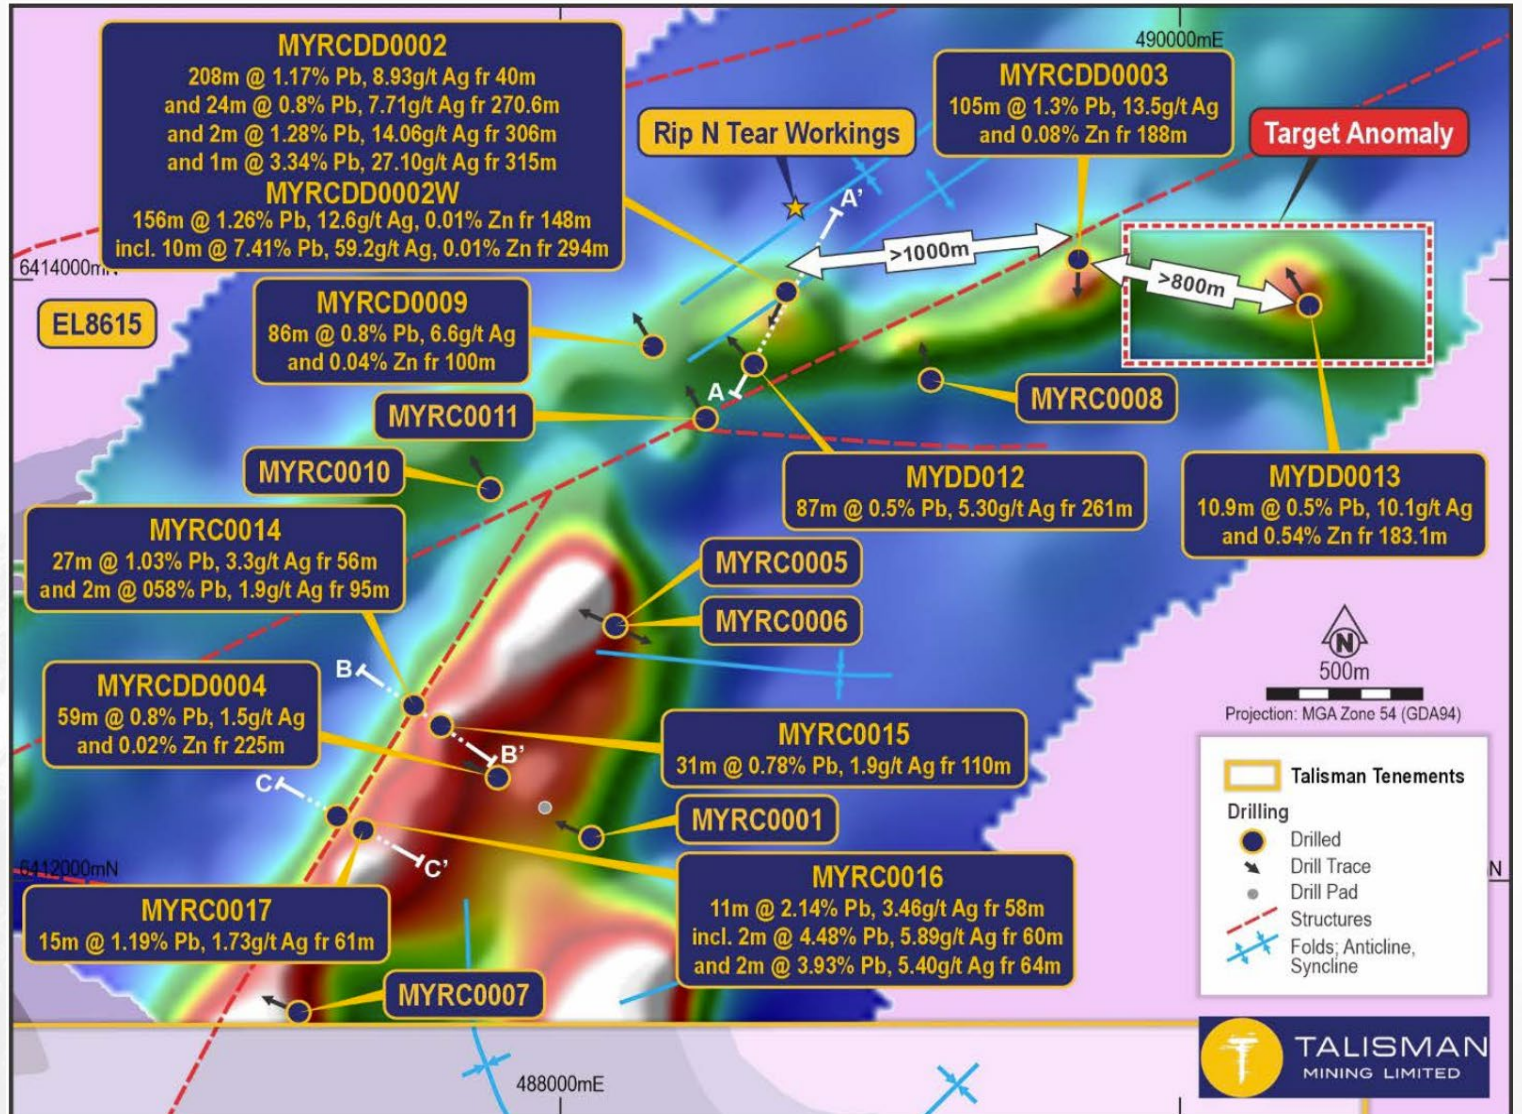 MYRCDD0002
208m @ 1.17% Pb, 8.93g/t Ag fr 40m
and 24m @ 0.8% Pb, 7.71g/t Ag fr 270.6m
and 2m @ 1.28% Pb, 14.06g/t Ag fr 306m
and 1m @ 3.34% Pb, 27.10g/t Ag fr 315m
MYRCDD0002W
156m @ 1.26% Pb, 12.6g/t Ag, 0.01% Zn fr 148m
incl. 10m @ 7.41% Pb, 59.2g/t Ag, 0.01% Zn fr 294m
490000mE
MYRCDD0003
105m @ 1.3% Pb, 13.5g/t Ag
and 0.08% Zn fr 188m
Rip N Tear Workings
Target Anomaly
A'
>1000m
>800m
6414000mN
EL8615
MYRCD0009
86m @ 0.8% Pb, 6.6g/t Ag
and 0.04% Zn fr 100m
A
MYRC0008
MYRC0011
MYRC0010
MYDD012
87m @ 0.5% Pb, 5.30g/t Ag fr 261m
MYDD0013
10.9m @ 0.5% Pb, 10.1g/t Ag
and 0.54% Zn fr 183.1m
MYRC0014
27m @ 1.03% Pb, 3.3g/t Ag fr 56m
and 2m @ 058% Pb, 1.9g/t Ag fr 95m
MYRC0005
MYRC0006
B
MYRCDD0004
59m @ 0.8% Pb, 1.5g/t Ag
and 0.02% Zn fr 225m
B'
MYRC0015
31m @ 0.78% Pb, 1.9g/t Ag fr 110m
C
C'
MYRC0001
6412000mN
N
MYRC0017
15m @ 1.19% Pb, 1.73g/t Ag fr 61m
MYRC0016
11m @ 2.14% Pb, 3.46g/t Ag fr 58m
incl. 2m @ 4.48% Pb, 5.89g/t Ag fr 60m
and 2m @ 3.93% Pb, 5.40g/t Ag fr 64m
MYRC0007
488000mE
N
500m
Projection: MGA Zone 54 (GDA94)
Talisman Tenements
Drilling
Drilled
Drill Trace
Drill Pad
Structures
Folds; Anticline,
Syncline
TALISMAN
MINING LIMITED